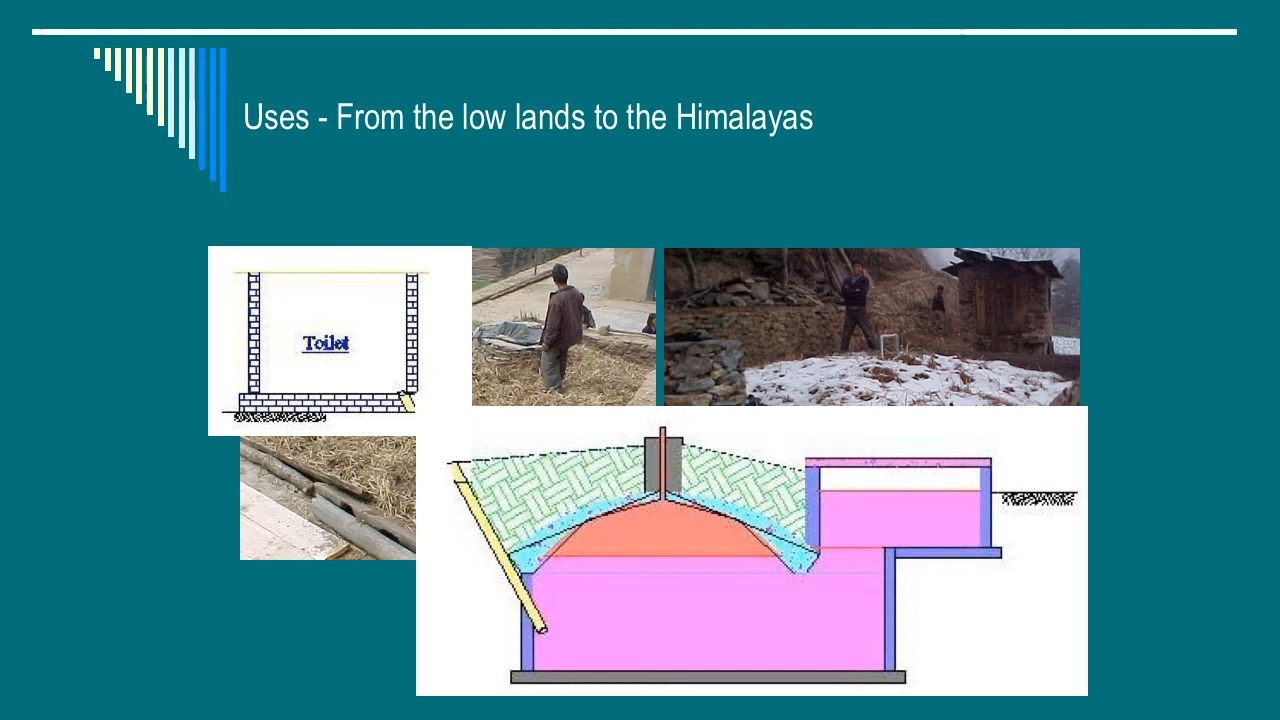 Uses - From the low lands to the Himalayas
Toilet